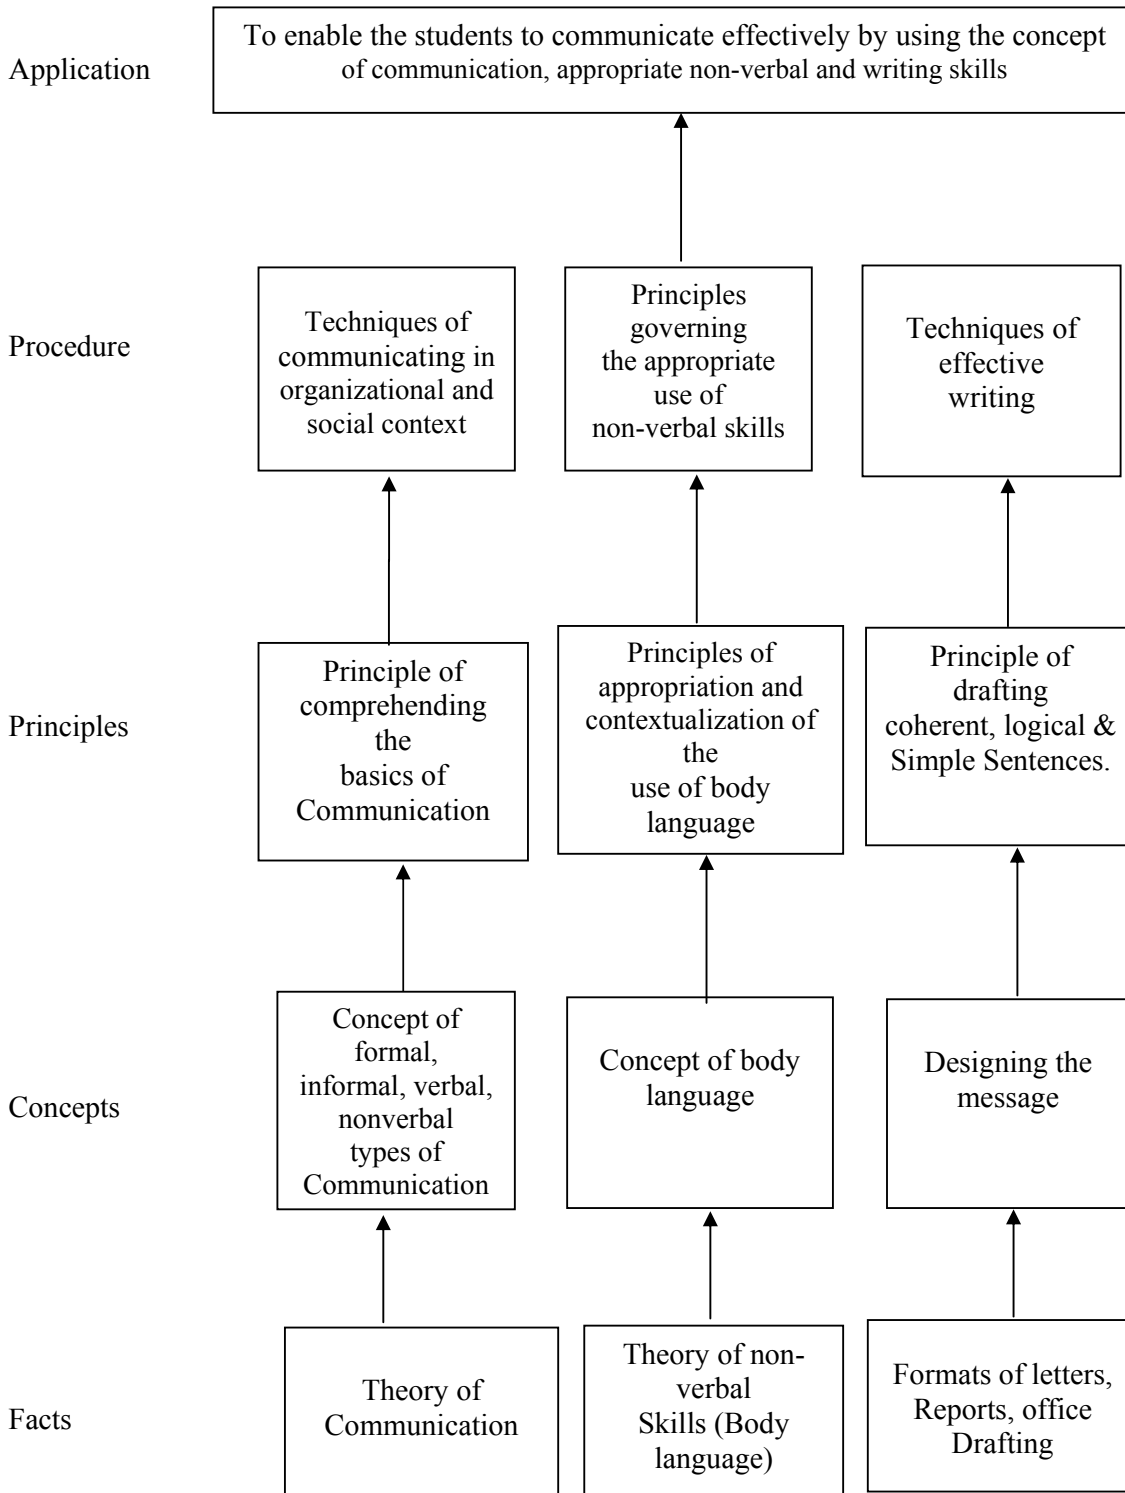 Application
To enable the students to communicate effectively by using the concept
of communication, appropriate non-verbal and writing skills
Procedure
Techniques of
communicating in
organizational and
social context
Principles
governing
the appropriate
use of
non-verbal skills
Techniques of
effective
writing
Principles
Principle of
comprehending
the
basics of
Communication
Principles of
appropriation and
contextualization of
the
use of body
language
Principle of
drafting
coherent, logical &
Simple Sentences.
Concepts
Concept of
formal,
informal, verbal,
nonverbal
types of
Communication
Concept of body
language
Designing the
message
Facts
Theory of
Communication
Theory of non-
verbal
Skills (Body
language)
Formats of letters,
Reports, office
Drafting